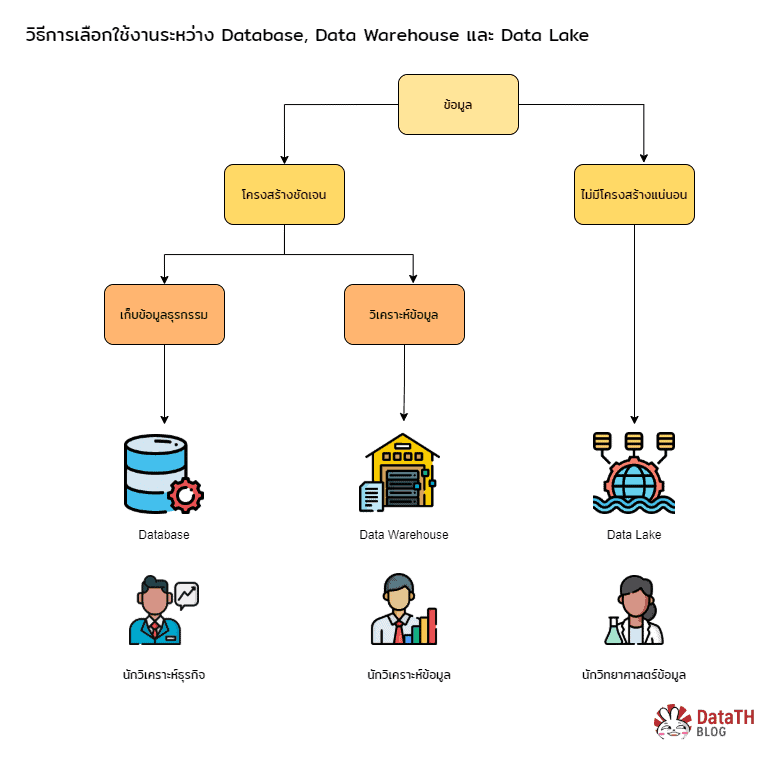 วิธีการเลือกใช้งานระหว่าง Database, Data Warehouse และ Data Lake
ข้อมูล
โครงสร้างชัดเจน
ไม่มีโครงสร้างแน่นอน
เก็บข้อมูลธุรกรรม
วิเคราะห์ข้อมูล
Database
Data Warehouse
Data Lake
นักวิเคราะห์ธุรกิจ
นักวิเคราะห์ข้อมูล
นักวิทยาศาสตร์ข้อมูล
DataTH
BLOG